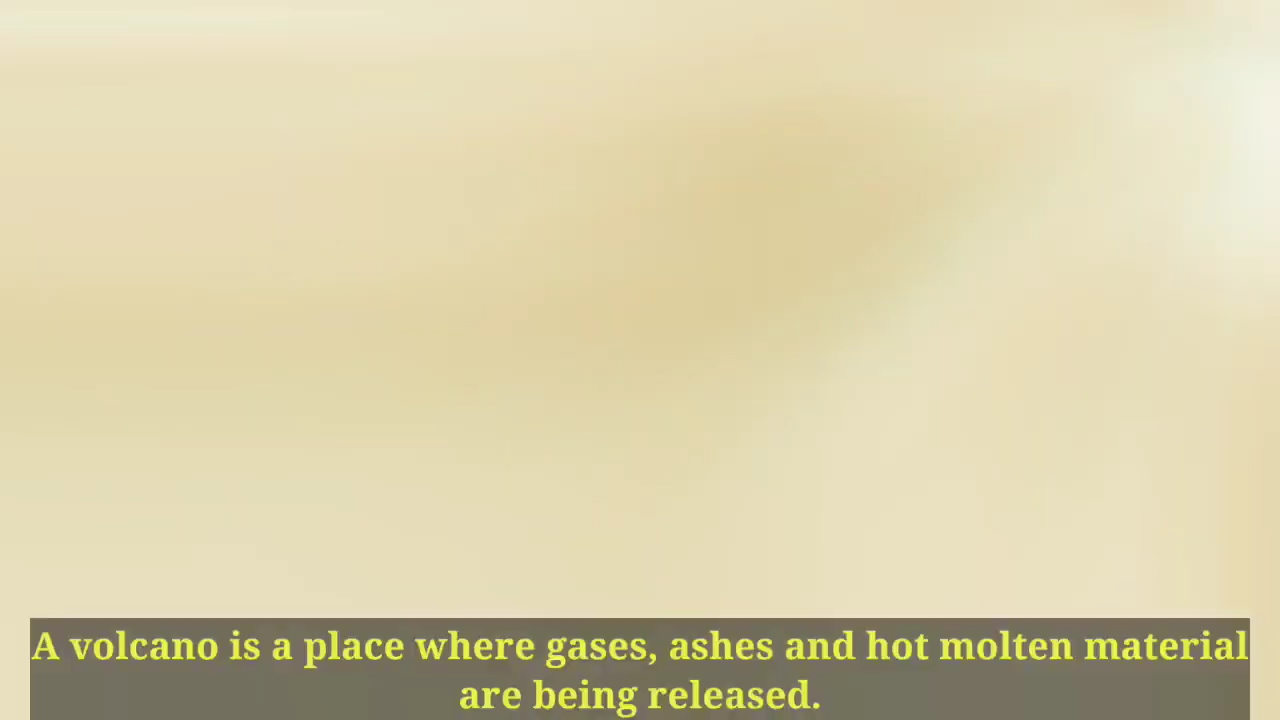 A volcano is a place where gases, ashes and hot molten material
are being released.